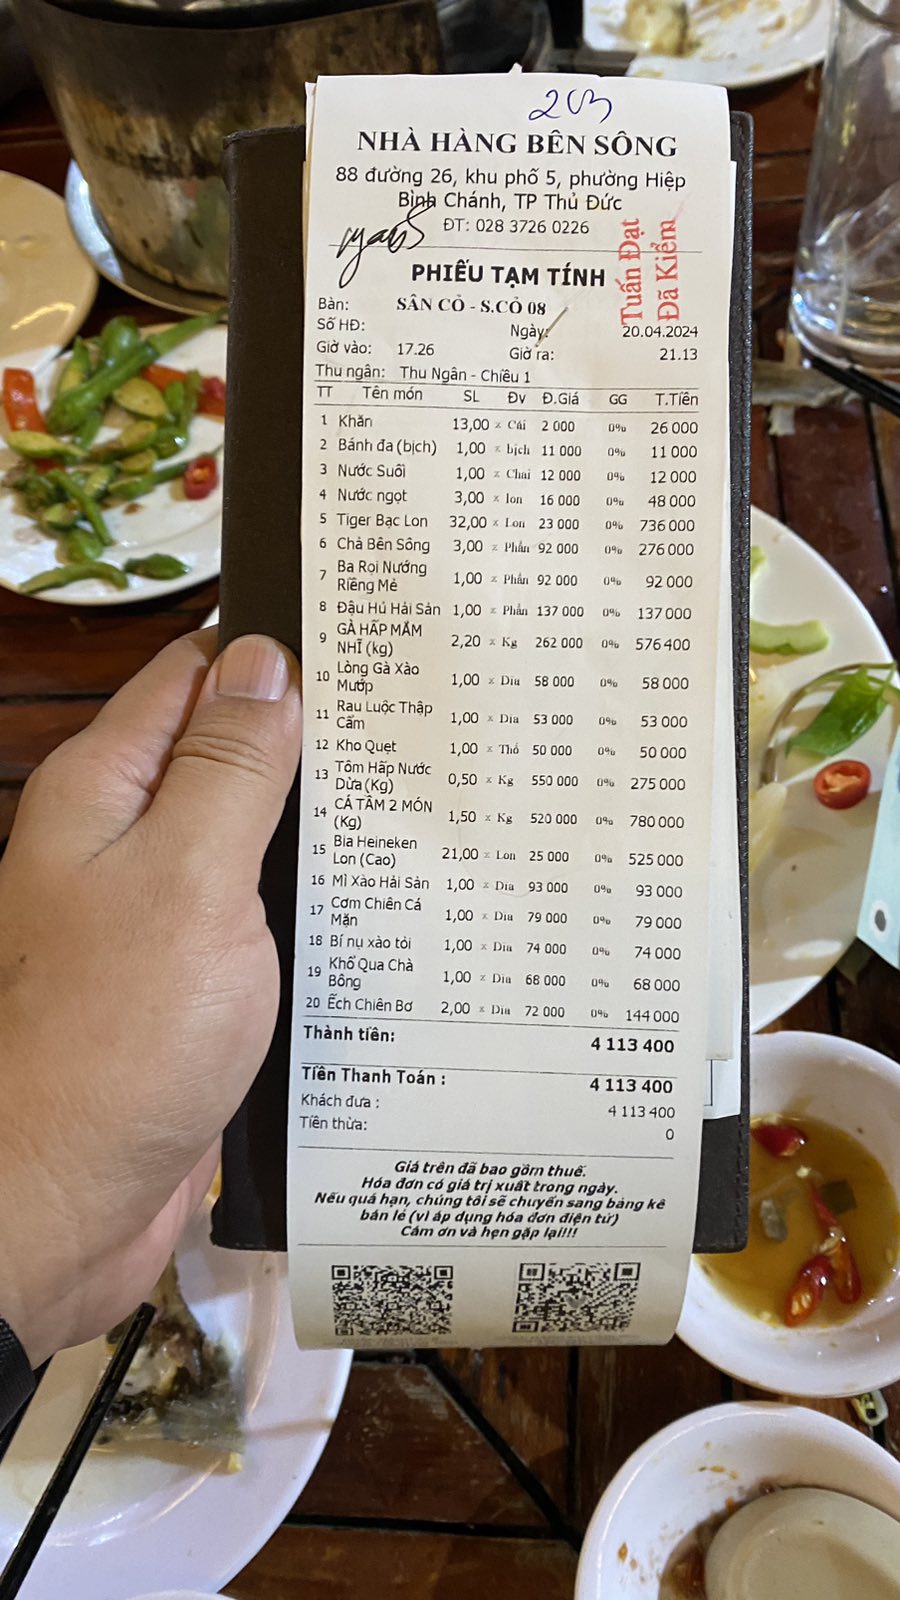 203
NHÀ HÀNG BÊN SÔNG
88 đường 26, khu phố 5, phường Hiệp
Bình Chánh, TP Thủ Đức
ĐT: 028 3726 0226
Tuấn Đạt
Đã Kiểm
PHIẾU TẠM TÍNH
Bàn: SÂN CỎ - S.CỎ 08
Số HĐ: Ngày: 20.04.2024
Giờ vào: 17.26 Giờ ra: 21.13
Thu ngân: Thu Ngân - Chiều 1
TT Tên món SL Đv Đ.Giá GG T.Tiền
1 Khăn 13,00 x Cái 2 000 0% 26 000
2 Bánh đa (bịch) 1,00 x bịch 11 000 0% 11 000
3 Nước Suối 1,00 x Chai 12 000 0% 12 000
4 Nước ngọt 3,00 x lon 16 000 0% 48 000
5 Tiger Bạc Lon 32,00 x Lon 23 000 0% 736 000
6 Chả Bên Sông 3,00 x Phần 92 000 0% 276 000
7 Ba Rọi Nướng
Riềng Mẻ 1,00 x Phần 92 000 0% 92 000
8 Đậu Hủ Hải Sản 1,00 x Phần 137 000 0% 137 000
9 GÀ HẤP MẮM
NHĨ (kg) 2,20 x Kg 262 000 0% 576 400
10 Lòng Gà Xào
Mướp 1,00 x Dĩa 58 000 0% 58 000
11 Rau Luộc Thập
Cẩm 1,00 x Dĩa 53 000 0% 53 000
12 Kho Quẹt 1,00 x Thố 50 000 0% 50 000
13 Tôm Hấp Nước
Dừa (Kg) 0,50 x Kg 550 000 0% 275 000
14 CÁ TẦM 2 MÓN
(Kg) 1,50 x Kg 520 000 0% 780 000
15 Bia Heineken
Lon (Cao) 21,00 x Lon 25 000 0% 525 000
16 Mì Xào Hải Sản 1,00 x Dĩa 93 000 0% 93 000
17 Cơm Chiên Cá
Mặn 1,00 x Dĩa 79 000 0% 79 000
18 Bí nụ xào tỏi 1,00 x Dĩa 74 000 0% 74 000
19 Khổ Qua Chà
Bông 1,00 x Dĩa 68 000 0% 68 000
20 Ếch Chiên Bơ 2,00 x Dĩa 72 000 0% 144 000
Thành tiền: 4 113 400
Tiền Thanh Toán : 4 113 400
Khách đưa : 4 113 400
Tiền thừa: 0
Giá trên đã bao gồm thuế.
Hóa đơn có giá trị xuất trong ngày.
Nếu quá hạn, chúng tôi sẽ chuyển sang bảng kê
bán lẻ (vì áp dụng hóa đơn điện tử)
Cám ơn và hẹn gặp lại!!!